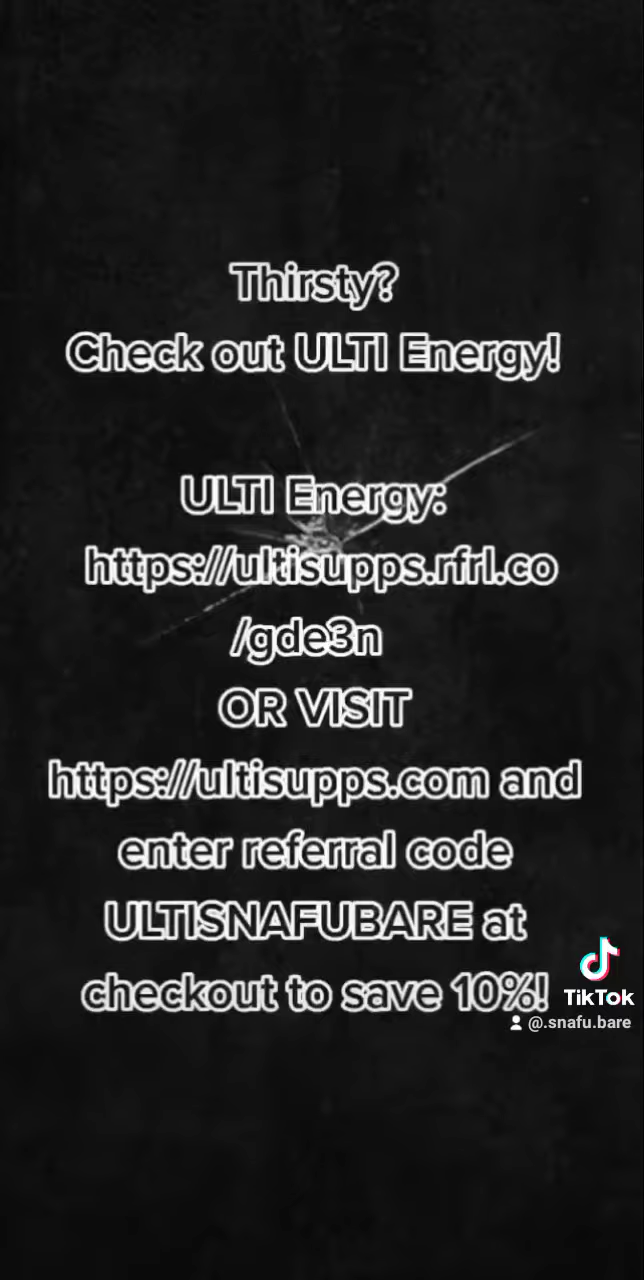 Thirsty?
Check out ULTI Energy!
ULTI Energy:
https://ultisupps.rfrl.co
/gde3n
OR VISIT
https://ultisupps.com and
enter referral code
ULTISNAFUBARE at
checkout to save 10%!
TikTok
@.snafu.bare